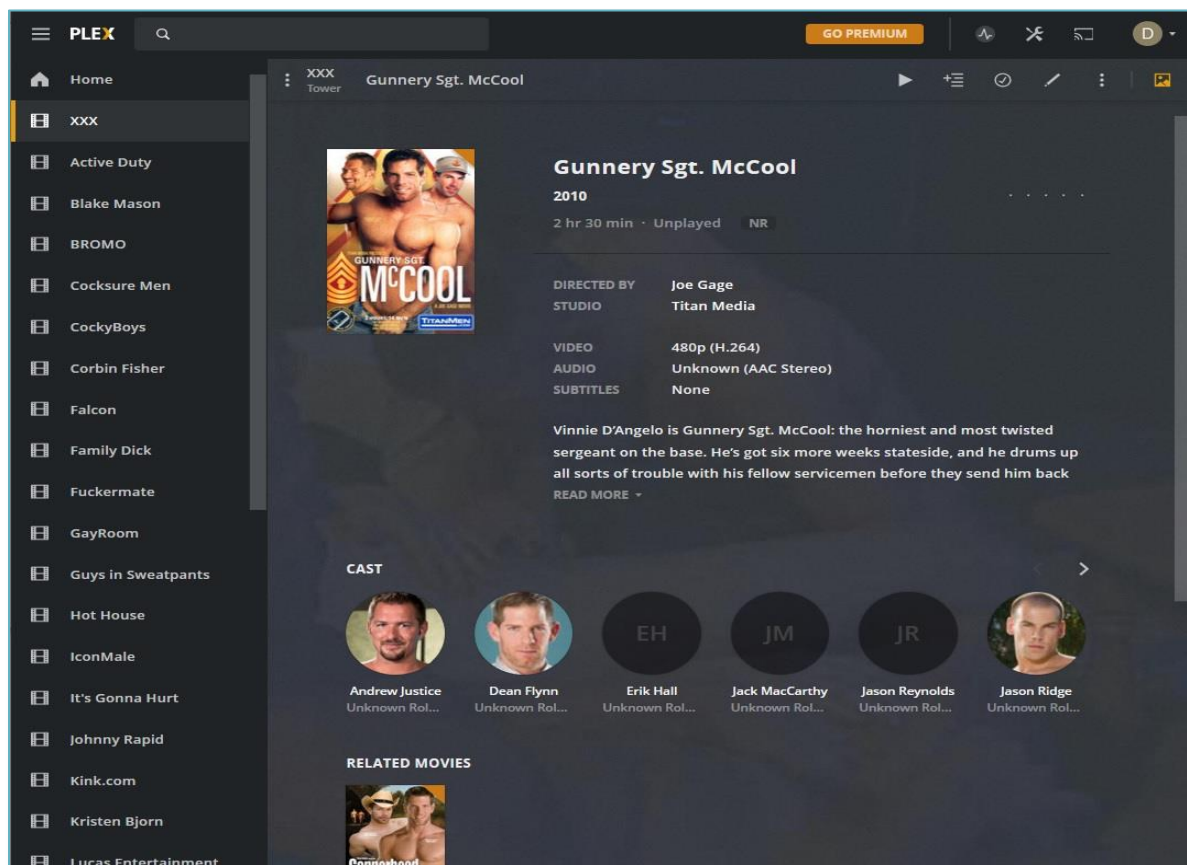 PLEX
GO PREMIUM
D
Home
XXX
Active Duty
Blake Mason
BROMO
Cocksure Men
CockyBoys
Corbin Fisher
Falcon
Family Dick
Fuckermate
GayRoom
Guys in Sweatpants
Hot House
IconMale
It's Gonna Hurt
Johnny Rapid
Kink.com
Kristen Bjorn
Lucas Entertainment
XXX
Tower
Gunnery Sgt. McCool
GUNNERY SGT.
McCOOL
A JOE GAGE MOVIE
TITANMEN
Gunnery Sgt. McCool
2010
2 hr 30 min · Unplayed NR
DIRECTED BY Joe Gage
STUDIO Titan Media
VIDEO 480p (H.264)
AUDIO Unknown (AAC Stereo)
SUBTITLES None
Vinnie D’Angelo is Gunnery Sgt. McCool: the horniest and most twisted
sergeant on the base. He’s got six more weeks stateside, and he drums up
all sorts of trouble with his fellow servicemen before they send him back
READ MORE
CAST
EH JM JR
Andrew Justice Dean Flynn Erik Hall Jack MacCarthy Jason Reynolds Jason Ridge
Unknown Rol... Unknown Rol... Unknown Rol... Unknown Rol... Unknown Rol... Unknown Rol...
RELATED MOVIES